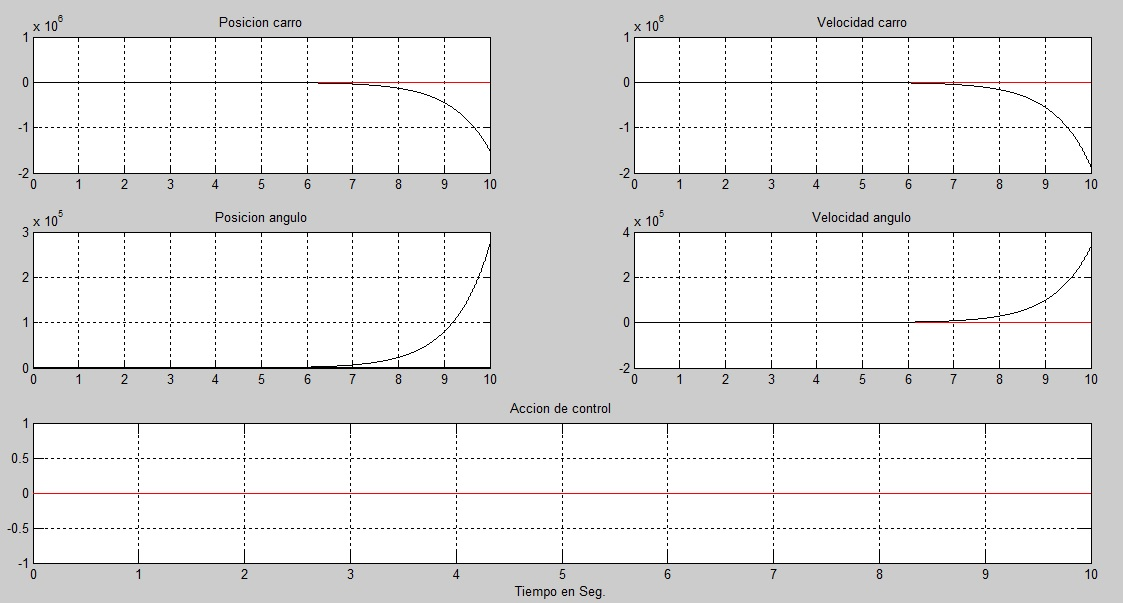 Posicion carro
x 10^6
1
0
-1
-2
0 1 2 3 4 5 6 7 8 9 10
Velocidad carro
x 10^6
1
0
-1
-2
0 1 2 3 4 5 6 7 8 9 10
Posicion angulo
x 10^5
3
2
1
0
0 1 2 3 4 5 6 7 8 9 10
Velocidad angulo
x 10^5
4
2
0
-2
0 1 2 3 4 5 6 7 8 9 10
Accion de control
1
0.5
0
-0.5
-1
0 1 2 3 4 5 6 7 8 9 10
Tiempo en Seg.